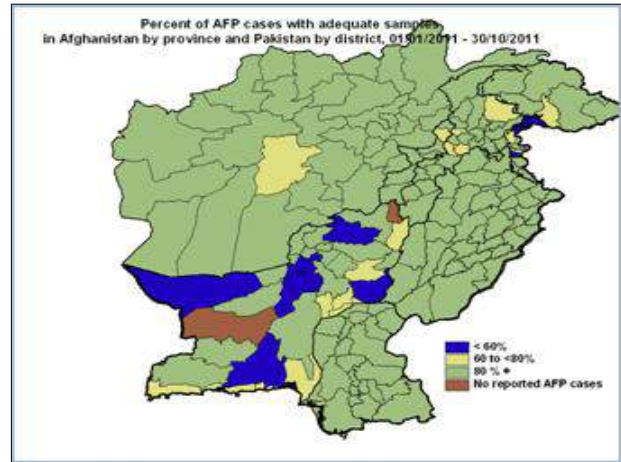 Percent of AFP cases with adequate samples
in Afghanistan by province and Pakistan by district, 01/01/2011 - 30/10/2011
< 60%
60 to <80%
80 % +
No reported AFP cases